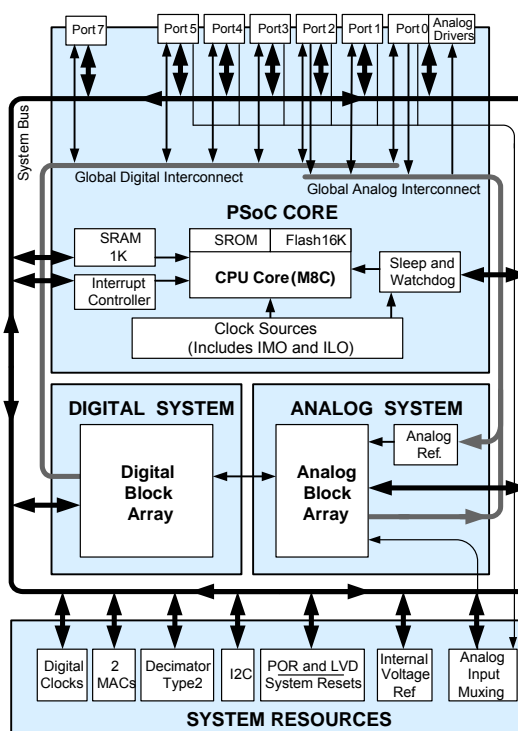 Port 7
Port 5
Port 4
Port 3
Port 2
Port 1
Port 0
Analog
Drivers
System Bus
Global Digital Interconnect
Global Analog Interconnect
PSoC CORE
SRAM
1K
SROM
Flash16K
CPU Core (M8C)
Interrupt
Controller
Sleep and
Watchdog
Clock Sources
(Includes IMO and ILO)
DIGITAL SYSTEM
ANALOG SYSTEM
Analog
Ref.
Digital
Block
Array
Analog
Block
Array
Digital
Clocks
2
MACs
Decimator
Type2
I2C
POR and LVD
System Resets
Internal
Voltage
Ref
Analog
Input
Muxing
SYSTEM RESOURCES